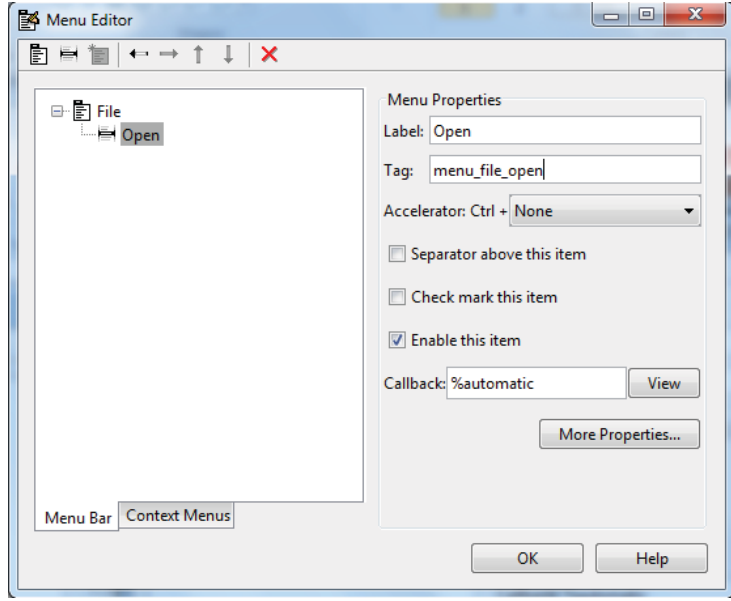 Menu Editor
File
Open
Menu Bar
Context Menus
Menu Properties
Label: Open
Tag: menu_file_open
Accelerator: Ctrl + None
Separator above this item
Check mark this item
Enable this item
Callback: %automatic View
More Properties...
OK Help